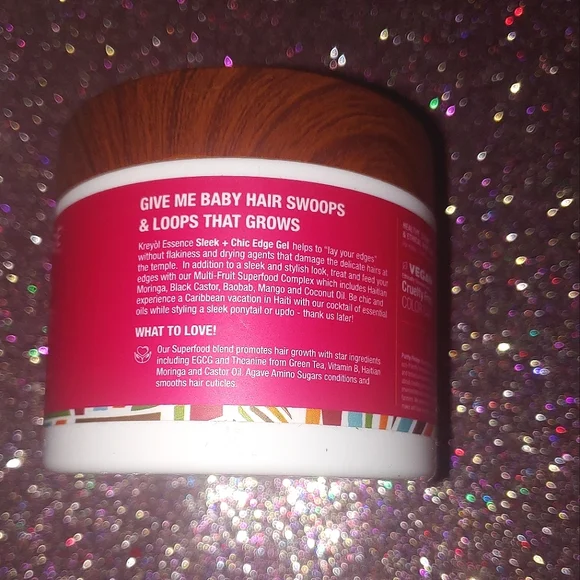 GIVE ME BABY HAIR SWOOPS
& LOOPS THAT GROWS
Kreyòl Essence Sleek + Chic Edge Gel helps to "lay your edges"
without flakiness and drying agents that damage the delicate hairs at
the temple. In addition to a sleek and stylish look, treat and feed your
edges with our Multi-Fruit Superfood Complex which includes Haitian
Moringa, Black Castor, Baobab, Mango and Coconut Oil. Be chic and
experience a Caribbean vacation in Haiti with our cocktail of essential
oils while styling a sleek ponytail or updo - thank us later!
WHAT TO LOVE!
Our Superfood blend promotes hair growth with star ingredients
including EGCG and Theanine from Green Tea, Vitamin B, Haitian
Moringa and Castor Oil. Agave Amino Sugars conditions and
smooths hair cuticles.
VEGAN